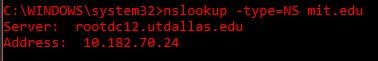 C:\WINDOWS\system32>nslookup -type=NS mit.edu
Server:  rootdc12.utdallas.edu
Address:  10.182.70.24